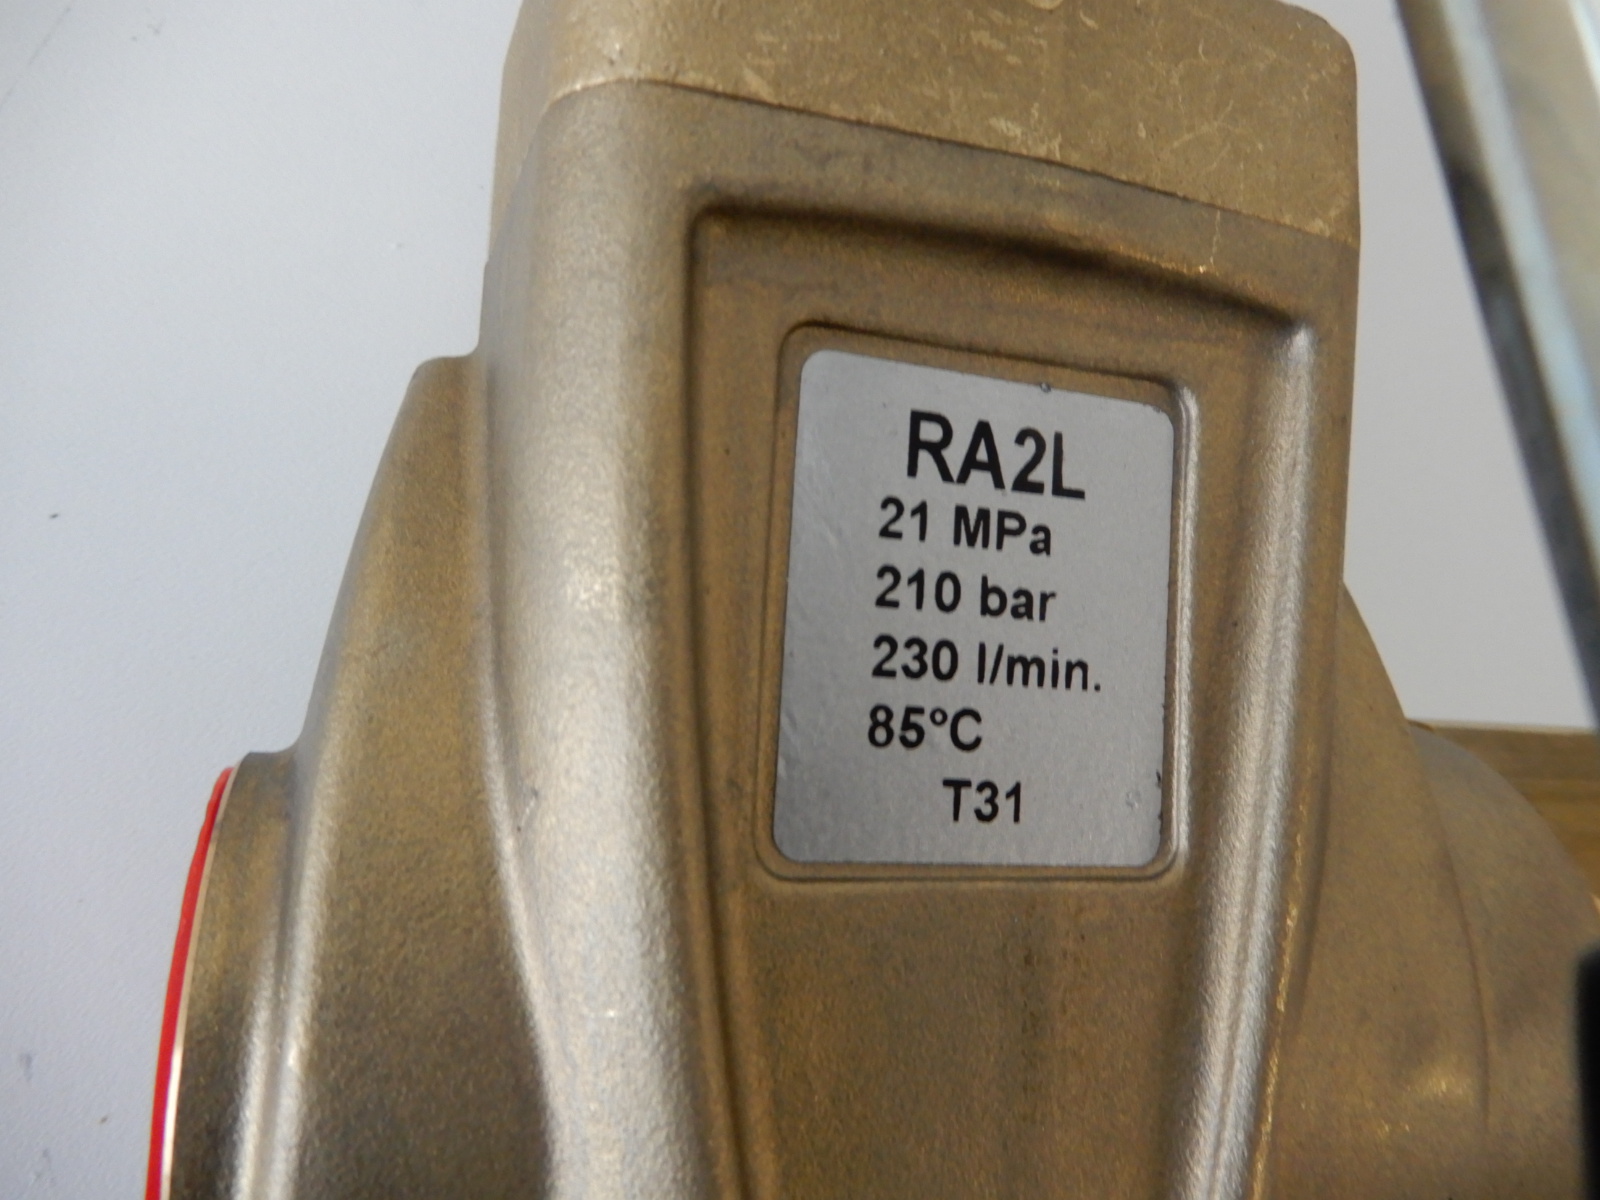 RA2L
21 MPa
210 bar
230 l/min.
85°C
T31